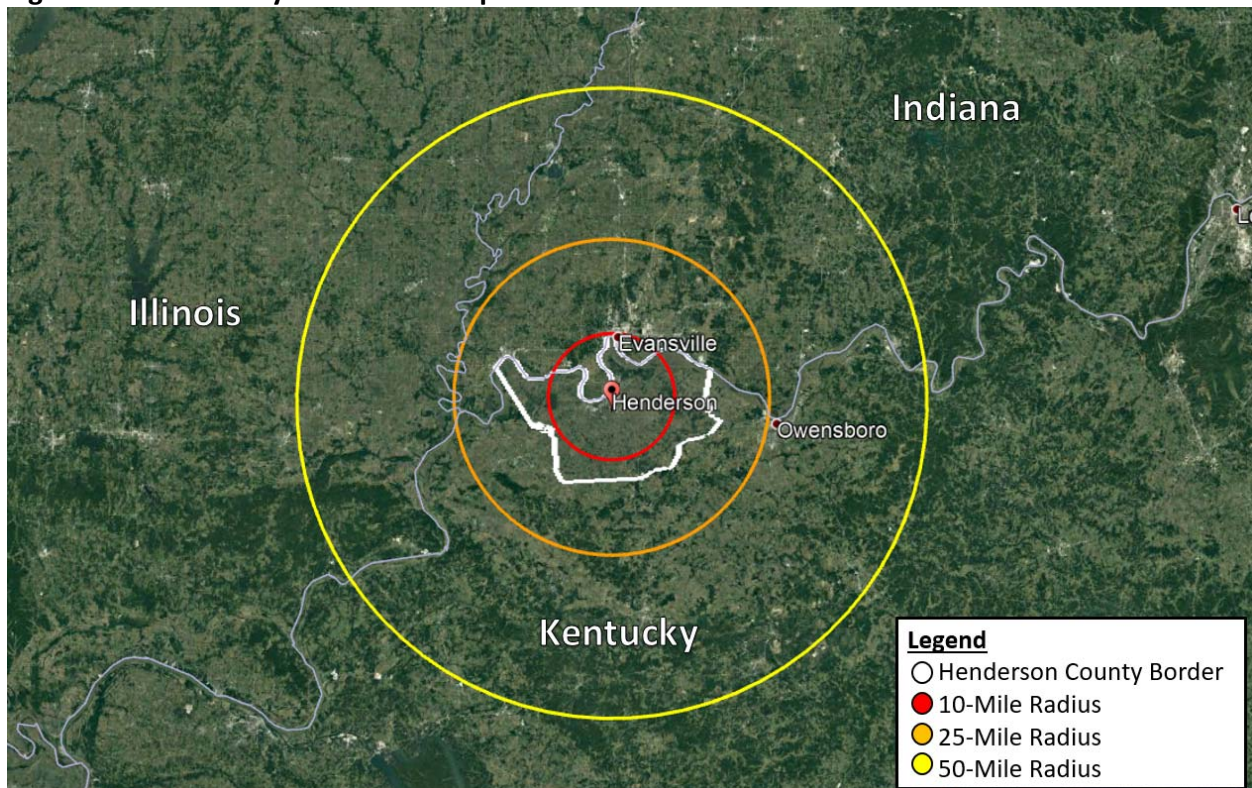 Indiana
L
Illinois
Evansville
Henderson
Owensboro
Kentucky
Legend
Henderson County Border
10-Mile Radius
25-Mile Radius
50-Mile Radius